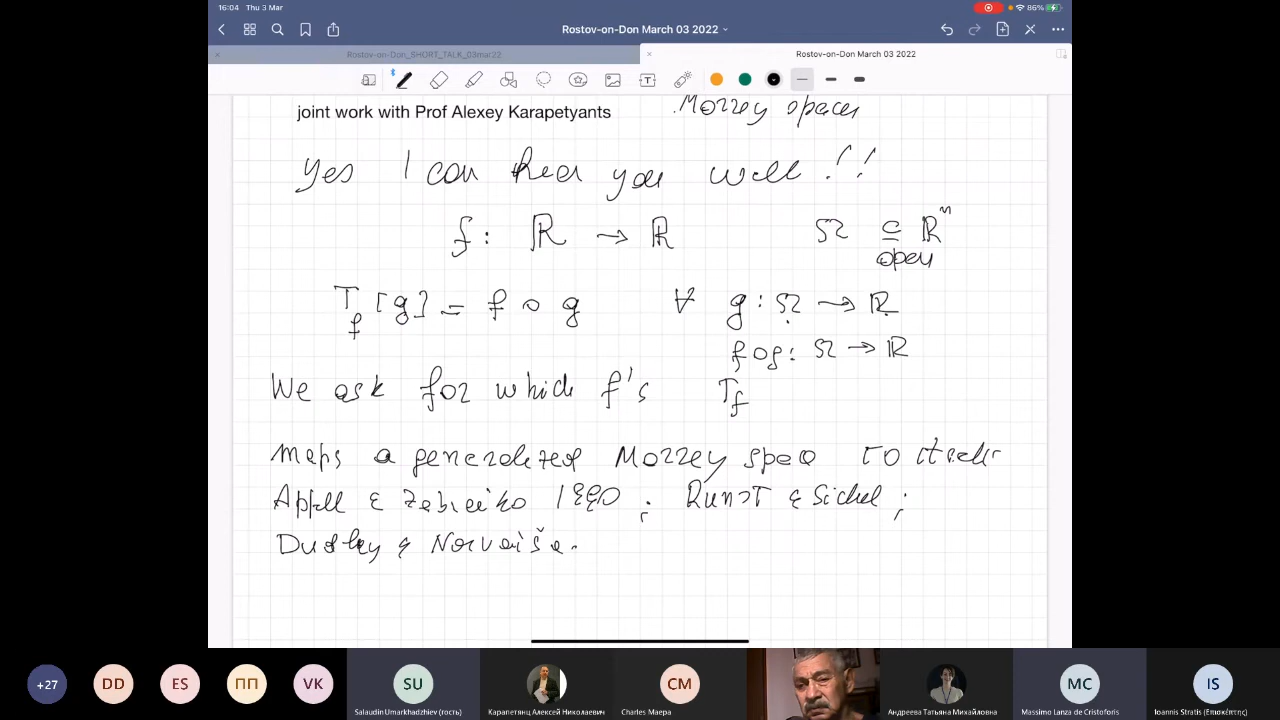 16:04 Thu 3 Mar
86%
Rostov-on-Don March 03 2022
Rostov-on-Don_SHORT_TALK_03mar22
Rostov-on-Don March 03 2022
joint work with Prof Alexey Karapetyants
Morrey spaces
Yes I can hear you well!!
f: ℝ → ℝ Ω ⊆ ℝⁿ
open
T_f [g] = f ∘ g ∀ g: Ω → ℝ
f∘g: Ω → ℝ
We ask for which f's T_f
maps a generalized Morrey space to itself
Appell & Zabreiko 1990; Runst & Sickel;
Dudley & Norvaiša.
+27
DD
ES
ПП
VK
SU
CM
MC
IS
Salaudin Umarkhadzhiev (гость)
Карапетянц Алексей Николаевич
Charles Maepa
Андреева Татьяна Михайловна
Massimo Lanza de Cristoforis
Ioannis Stratis (Επισκέπτης)